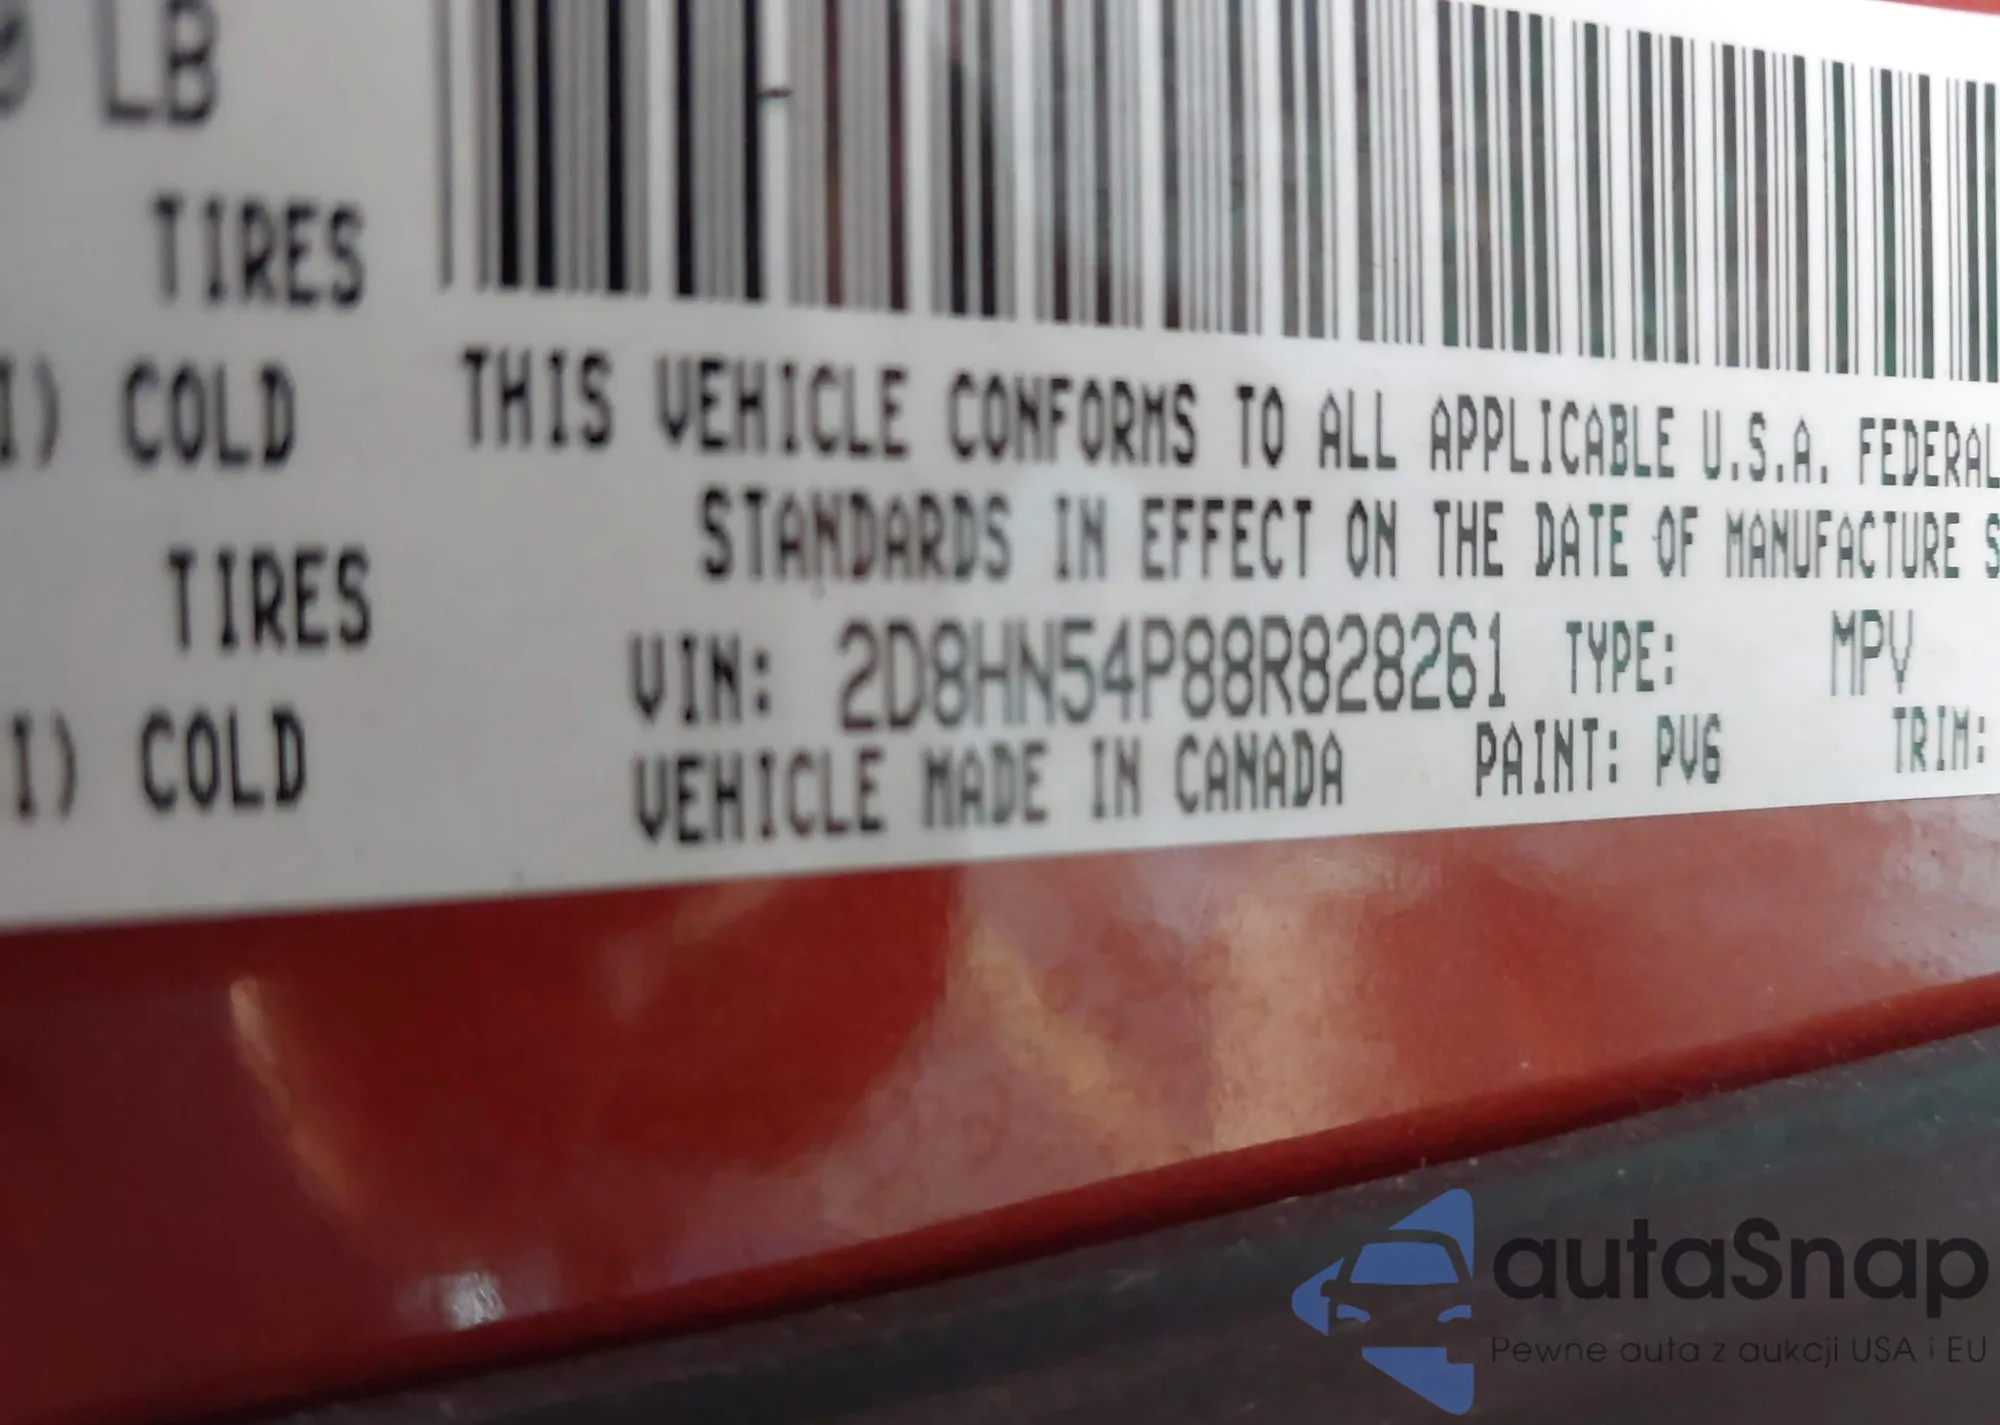 LB
TIRES
I) COLD
TIRES
I) COLD
THIS VEHICLE CONFORMS TO ALL APPLICABLE U.S.A. FEDERAL
STANDARDS IN EFFECT ON THE DATE OF MANUFACTURE S
VIN: 2D8HN54P88R828261 TYPE: MPV
VEHICLE MADE IN CANADA PAINT: PV6 TRIM:
autaSnap
Pewne auta z aukcji USA i EU